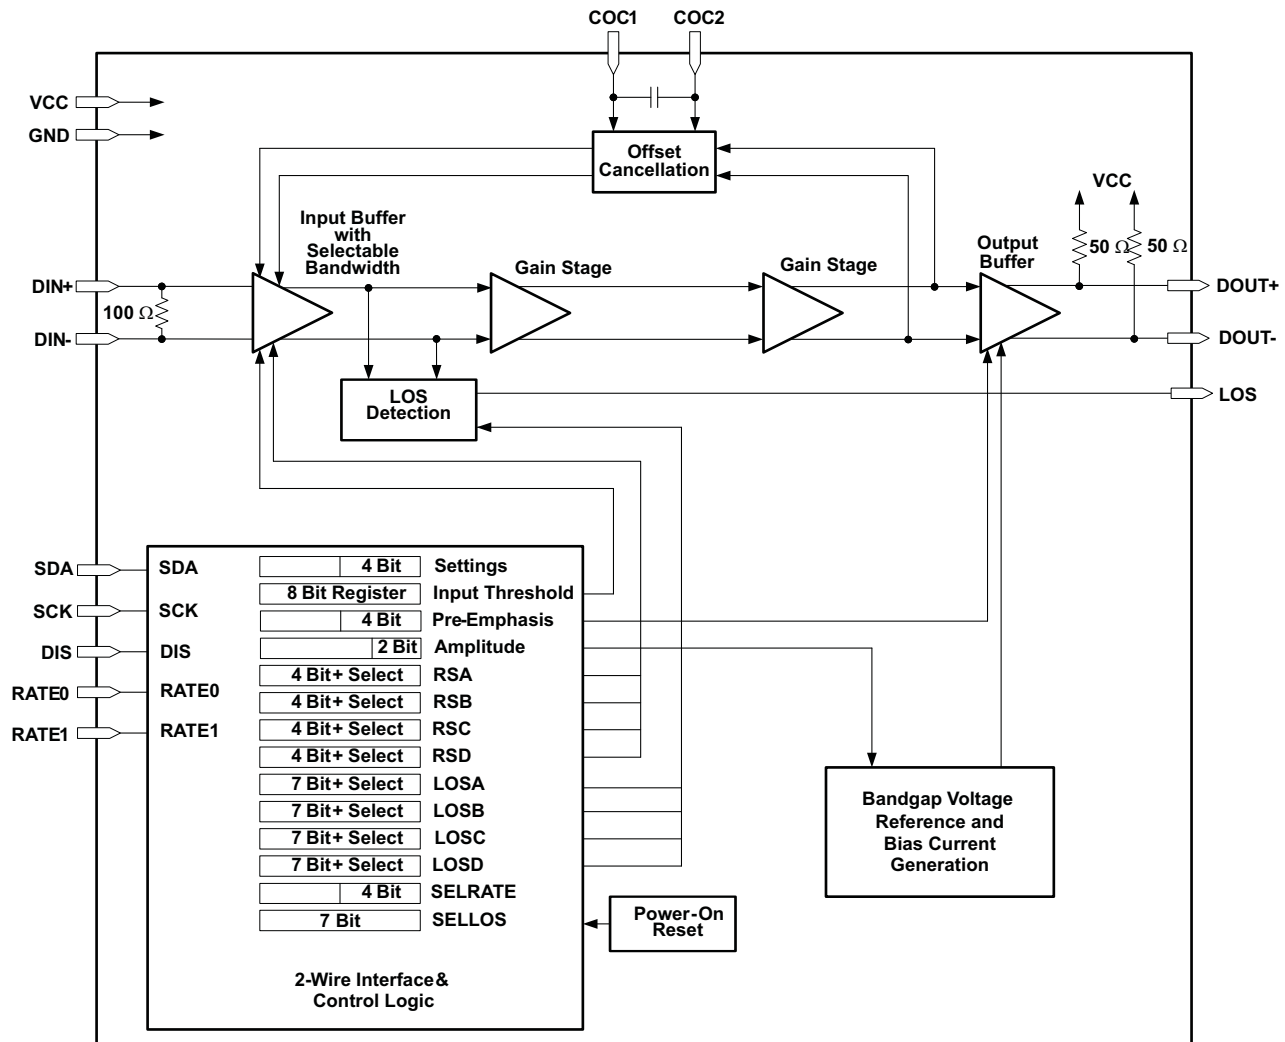 COC1
COC2
VCC
GND
Offset
Cancellation
VCC
Input Buffer
with
Selectable
Bandwidth
50 Ω
50 Ω
Output
Buffer
Gain Stage
Gain Stage
DIN+
DOUT+
100 Ω
DIN-
DOUT-
LOS
Detection
LOS
SDA
SCK
DIS
RATE0
RATE1
SDA
SCK
DIS
RATE0
RATE1
4 Bit Settings
8 Bit Register Input Threshold
4 Bit Pre-Emphasis
2 Bit Amplitude
4 Bit+ Select RSA
4 Bit+ Select RSB
4 Bit+ Select RSC
4 Bit+ Select RSD
7 Bit+ Select LOSA
7 Bit+ Select LOSB
7 Bit+ Select LOSC
7 Bit+ Select LOSD
4 Bit SELRATE
7 Bit SELLOS
2-Wire Interface &
Control Logic
Power-On
Reset
Bandgap Voltage
Reference and
Bias Current
Generation